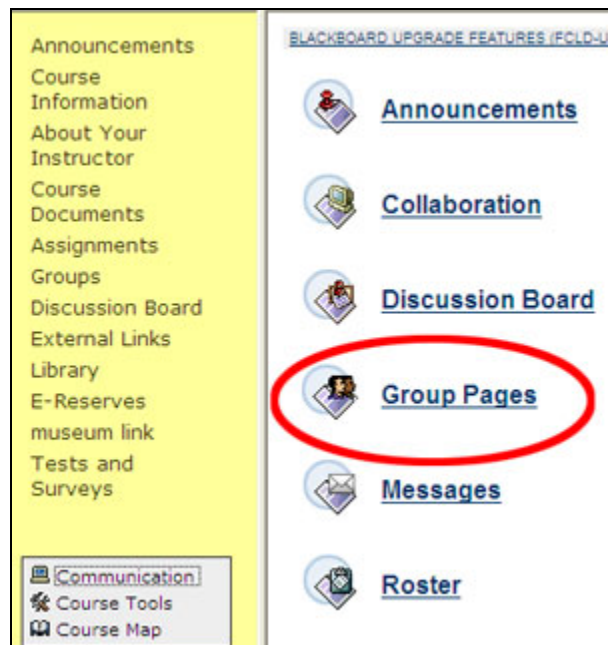 Announcements
Course
Information
About Your
Instructor
Course
Documents
Assignments
Groups
Discussion Board
External Links
Library
E-Reserves
museum link
Tests and
Surveys
Communication
Course Tools
Course Map
BLACKBOARD UPGRADE FEATURES (FCLD-U
Announcements
Collaboration
Discussion Board
Group Pages
Messages
Roster